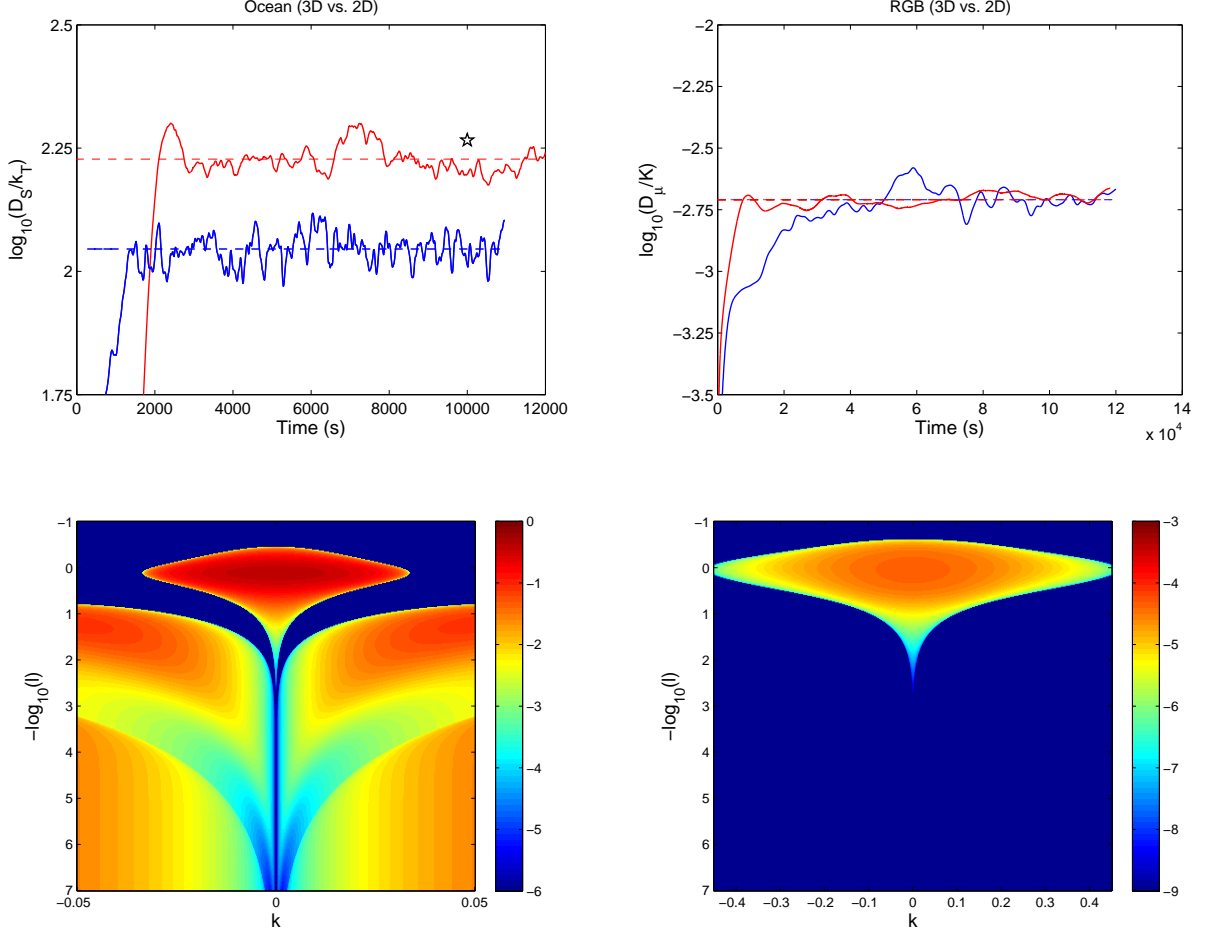 Ocean (3D vs. 2D)
2.5
2.25
2
1.75
log10(DS/kT)
0 2000 4000 6000 8000 10000 12000
Time (s)
RGB (3D vs. 2D)
−2
−2.25
−2.5
−2.75
−3
−3.25
−3.5
log10(Dμ/K)
0 2 4 6 8 10 12 14
x 10^4
Time (s)
−1
0
1
2
3
4
5
6
7
−log10(l)
−0.05 0 0.05
k
0
−1
−2
−3
−4
−5
−6
−1
0
1
2
3
4
5
6
7
−log10(l)
−0.4 −0.3 −0.2 −0.1 0 0.1 0.2 0.3 0.4
k
−3
−4
−5
−6
−7
−8
−9